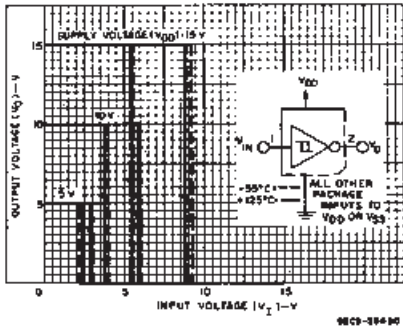 SUPPLY VOLTAGE (VDD) = 15 V
15
10 V
10
5 V
5
0
0
5
10
15
OUTPUT VOLTAGE (VO)—V
INPUT VOLTAGE (VI)—V
VDD
VIN
1
2
VO
-55°C
+125°C
ALL OTHER
PACKAGE
INPUTS TO
VDD OR VSS